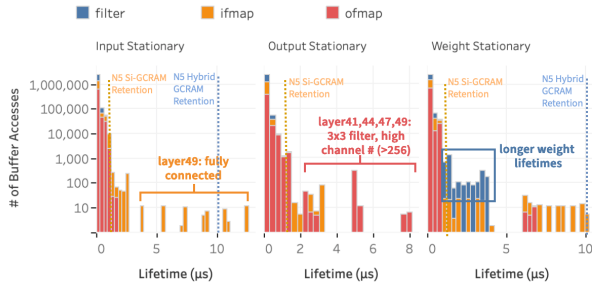 filter ifmap ofmap
Input Stationary Output Stationary Weight Stationary
N5 Si-GCRAM
Retention
N5 Hybrid
GCRAM
Retention
N5 Si-GCRAM
Retention
N5 Si-GCRAM
Retention
N5 Hybrid
GCRAM
Retention
layer49: fully
connected
layer41,44,47,49:
3x3 filter, high
channel # (>256)
longer weight
lifetimes
# of Buffer Accesses
1,000,000
100,000
10,000
1,000
100
10
0 5 10
0 2 4 6 8
0 5 10
Lifetime (µs) Lifetime (µs) Lifetime (µs)